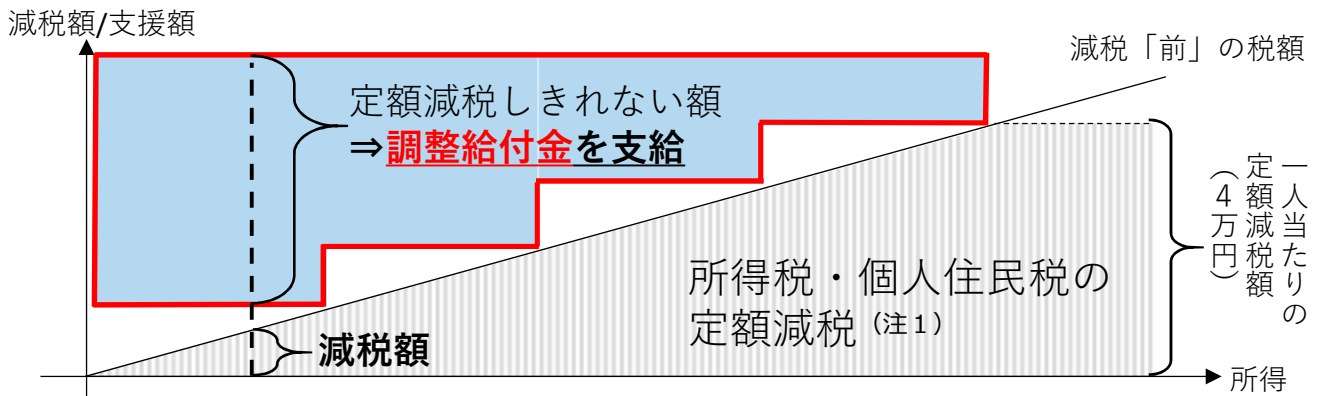 減税額/支援額
減税「前」の税額
定額減税しきれない額
⇒調整給付金を支給
一人当たりの
定額減税額
（４万円）
所得税・個人住民税の
定額減税（注１）
減税額
所得